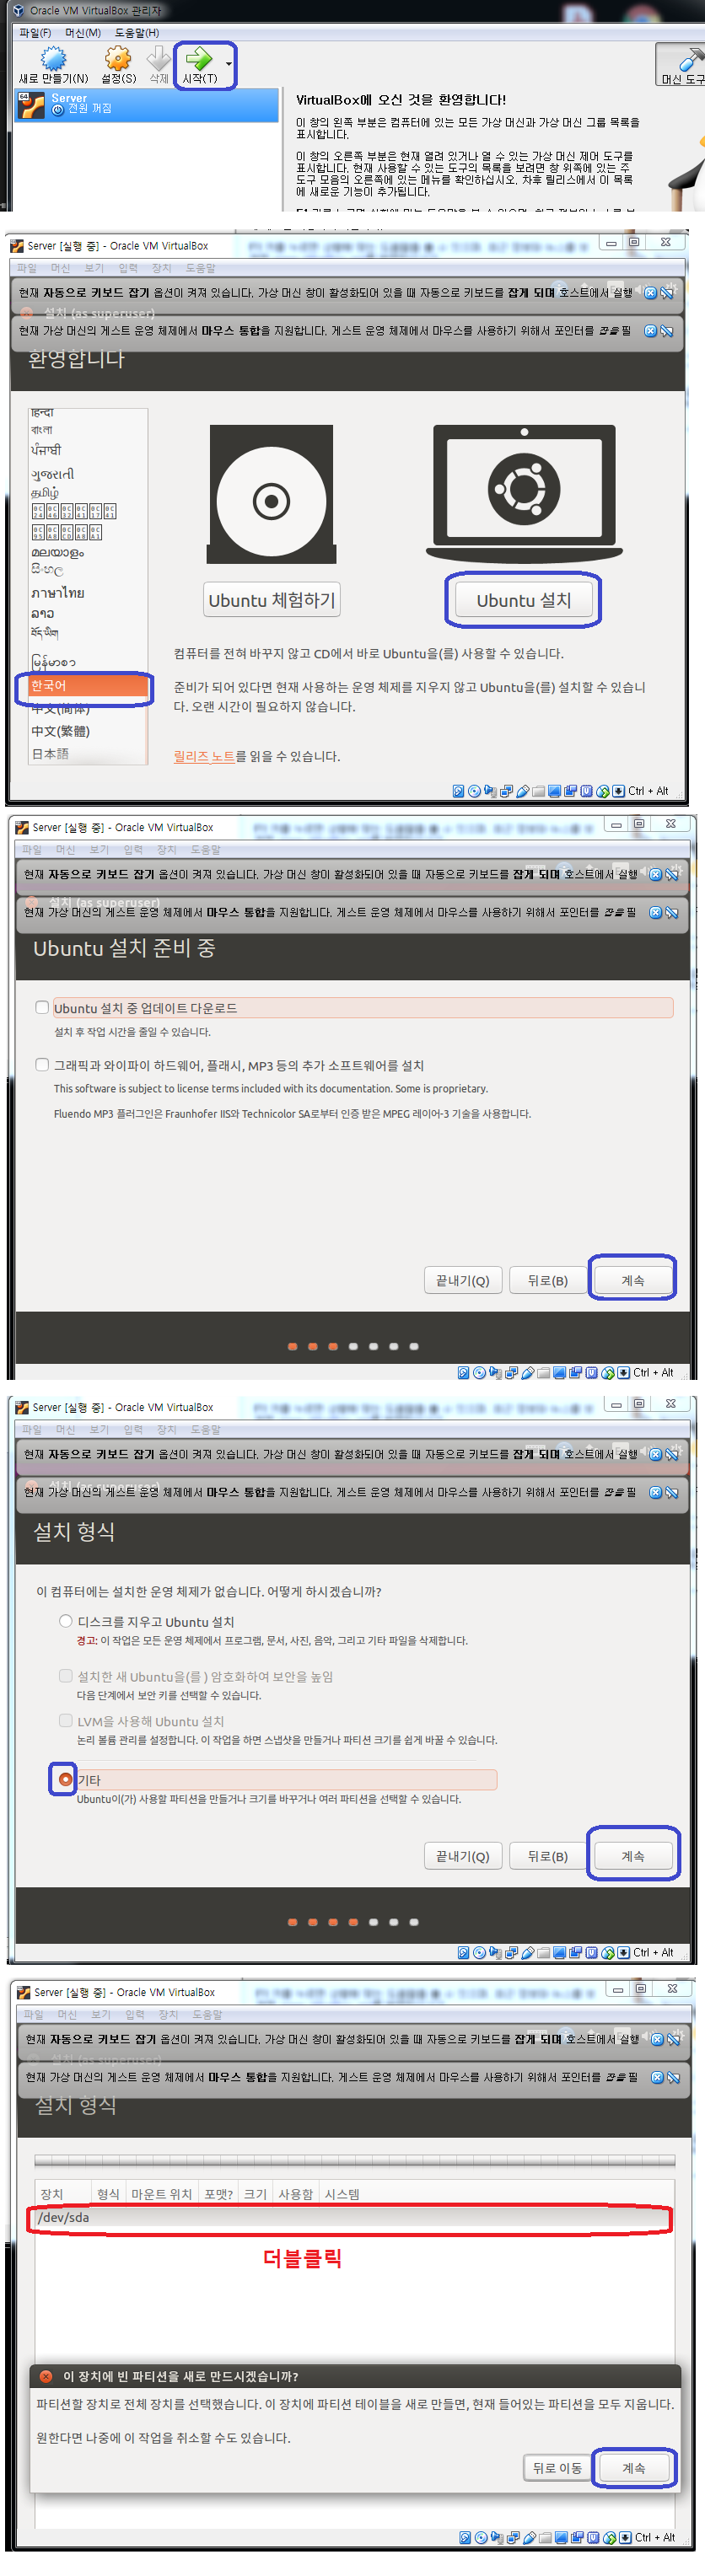 Oracle VM VirtualBox 관리자
파일(F) 머신(M) 도움말(H)
새로 만들기(N) 설정(S) 삭제 시작(T)
머신 도구
64
Server
전원 꺼짐
VirtualBox에 오신 것을 환영합니다!
이 창의 왼쪽 부분은 컴퓨터에 있는 모든 가상 머신과 가상 머신 그룹 목록을
표시합니다.
이 창의 오른쪽 부분은 현재 열려 있거나 열 수 있는 가상 머신 제어 도구를
표시합니다. 현재 사용할 수 있는 도구의 목록을 보려면 창 위쪽에 있는 주
도구 모음의 오른쪽에 있는 메뉴를 확인하십시오. 차후 릴리스에서 이 목록
에 새로운 기능이 추가됩니다.
Server [실행 중] - Oracle VM VirtualBox
파일 머신 보기 입력 장치 도움말
현재 자동으로 키보드 잡기 옵션이 켜져 있습니다. 가상 머신 창이 활성화되어 있을 때 자동으로 키보드를 잡게 되며 호스트에서 실행
설치 (as superuser)
현재 가상 머신의 게스트 운영 체제에서 마우스 통합을 지원합니다. 게스트 운영 체제에서 마우스를 사용하기 위해서 포인터를 잡을 필
환영합니다
हिन्दी
বাংলা
ਪੰਜਾਬੀ
ગુજરાતી
தமிழ்
മലയാളം
සිංහල
ภาษาไทย
ລາວ
བོད་ཡིག
မြန်မာစာ
한국어
中文(简体)
中文(繁體)
日本語
Ubuntu 체험하기
Ubuntu 설치
컴퓨터를 전혀 바꾸지 않고 CD에서 바로 Ubuntu을(를) 사용할 수 있습니다.
준비가 되어 있다면 현재 사용하는 운영 체제를 지우지 않고 Ubuntu을(를) 설치할 수 있습니
다. 오랜 시간이 필요하지 않습니다.
릴리즈 노트를 읽을 수 있습니다.
Ctrl + Alt
Server [실행 중] - Oracle VM VirtualBox
파일 머신 보기 입력 장치 도움말
현재 자동으로 키보드 잡기 옵션이 켜져 있습니다. 가상 머신 창이 활성화되어 있을 때 자동으로 키보드를 잡게 되며 호스트에서 실행
설치 (as superuser)
현재 가상 머신의 게스트 운영 체제에서 마우스 통합을 지원합니다. 게스트 운영 체제에서 마우스를 사용하기 위해서 포인터를 잡을 필
Ubuntu 설치 준비 중
Ubuntu 설치 중 업데이트 다운로드
설치 후 작업 시간을 줄일 수 있습니다.
그래픽과 와이파이 하드웨어, 플래시, MP3 등의 추가 소프트웨어를 설치
This software is subject to license terms included with its documentation. Some is proprietary.
Fluendo MP3 플러그인은 Fraunhofer IIS와 Technicolor SA로부터 인증 받은 MPEG 레이어-3 기술을 사용합니다.
끝내기(Q) 뒤로(B) 계속
Ctrl + Alt
Server [실행 중] - Oracle VM VirtualBox
파일 머신 보기 입력 장치 도움말
현재 자동으로 키보드 잡기 옵션이 켜져 있습니다. 가상 머신 창이 활성화되어 있을 때 자동으로 키보드를 잡게 되며 호스트에서 실행
현재 가상 머신의 게스트 운영 체제에서 마우스 통합을 지원합니다. 게스트 운영 체제에서 마우스를 사용하기 위해서 포인터를 잡을 필
설치 형식
이 컴퓨터에는 설치한 운영 체제가 없습니다. 어떻게 하시겠습니까?
디스크를 지우고 Ubuntu 설치
경고: 이 작업은 모든 운영 체제에서 프로그램, 문서, 사진, 음악, 그리고 기타 파일을 삭제합니다.
설치한 새 Ubuntu을(를 ) 암호화하여 보안을 높임
다음 단계에서 보안 키를 선택할 수 있습니다.
LVM을 사용해 Ubuntu 설치
논리 볼륨 관리를 설정합니다. 이 작업을 하면 스냅샷을 만들거나 파티션 크기를 쉽게 바꿀 수 있습니다.
기타
Ubuntu이(가) 사용할 파티션을 만들거나 크기를 바꾸거나 여러 파티션을 선택할 수 있습니다.
끝내기(Q) 뒤로(B) 계속
Ctrl + Alt
Server [실행 중] - Oracle VM VirtualBox
파일 머신 보기 입력 장치 도움말
현재 자동으로 키보드 잡기 옵션이 켜져 있습니다. 가상 머신 창이 활성화되어 있을 때 자동으로 키보드를 잡게 되며 호스트에서 실행
설치 (as superuser)
현재 가상 머신의 게스트 운영 체제에서 마우스 통합을 지원합니다. 게스트 운영 체제에서 마우스를 사용하기 위해서 포인터를 잡을 필
설치 형식
장치 형식 마운트 위치 포맷? 크기 사용함 시스템
/dev/sda
더블클릭
이 장치에 빈 파티션을 새로 만드시겠습니까?
파티션할 장치로 전체 장치를 선택했습니다. 이 장치에 파티션 테이블을 새로 만들면, 현재 들어있는 파티션을 모두 지웁니다.
원한다면 나중에 이 작업을 취소할 수도 있습니다.
뒤로 이동 계속
Ctrl + Alt